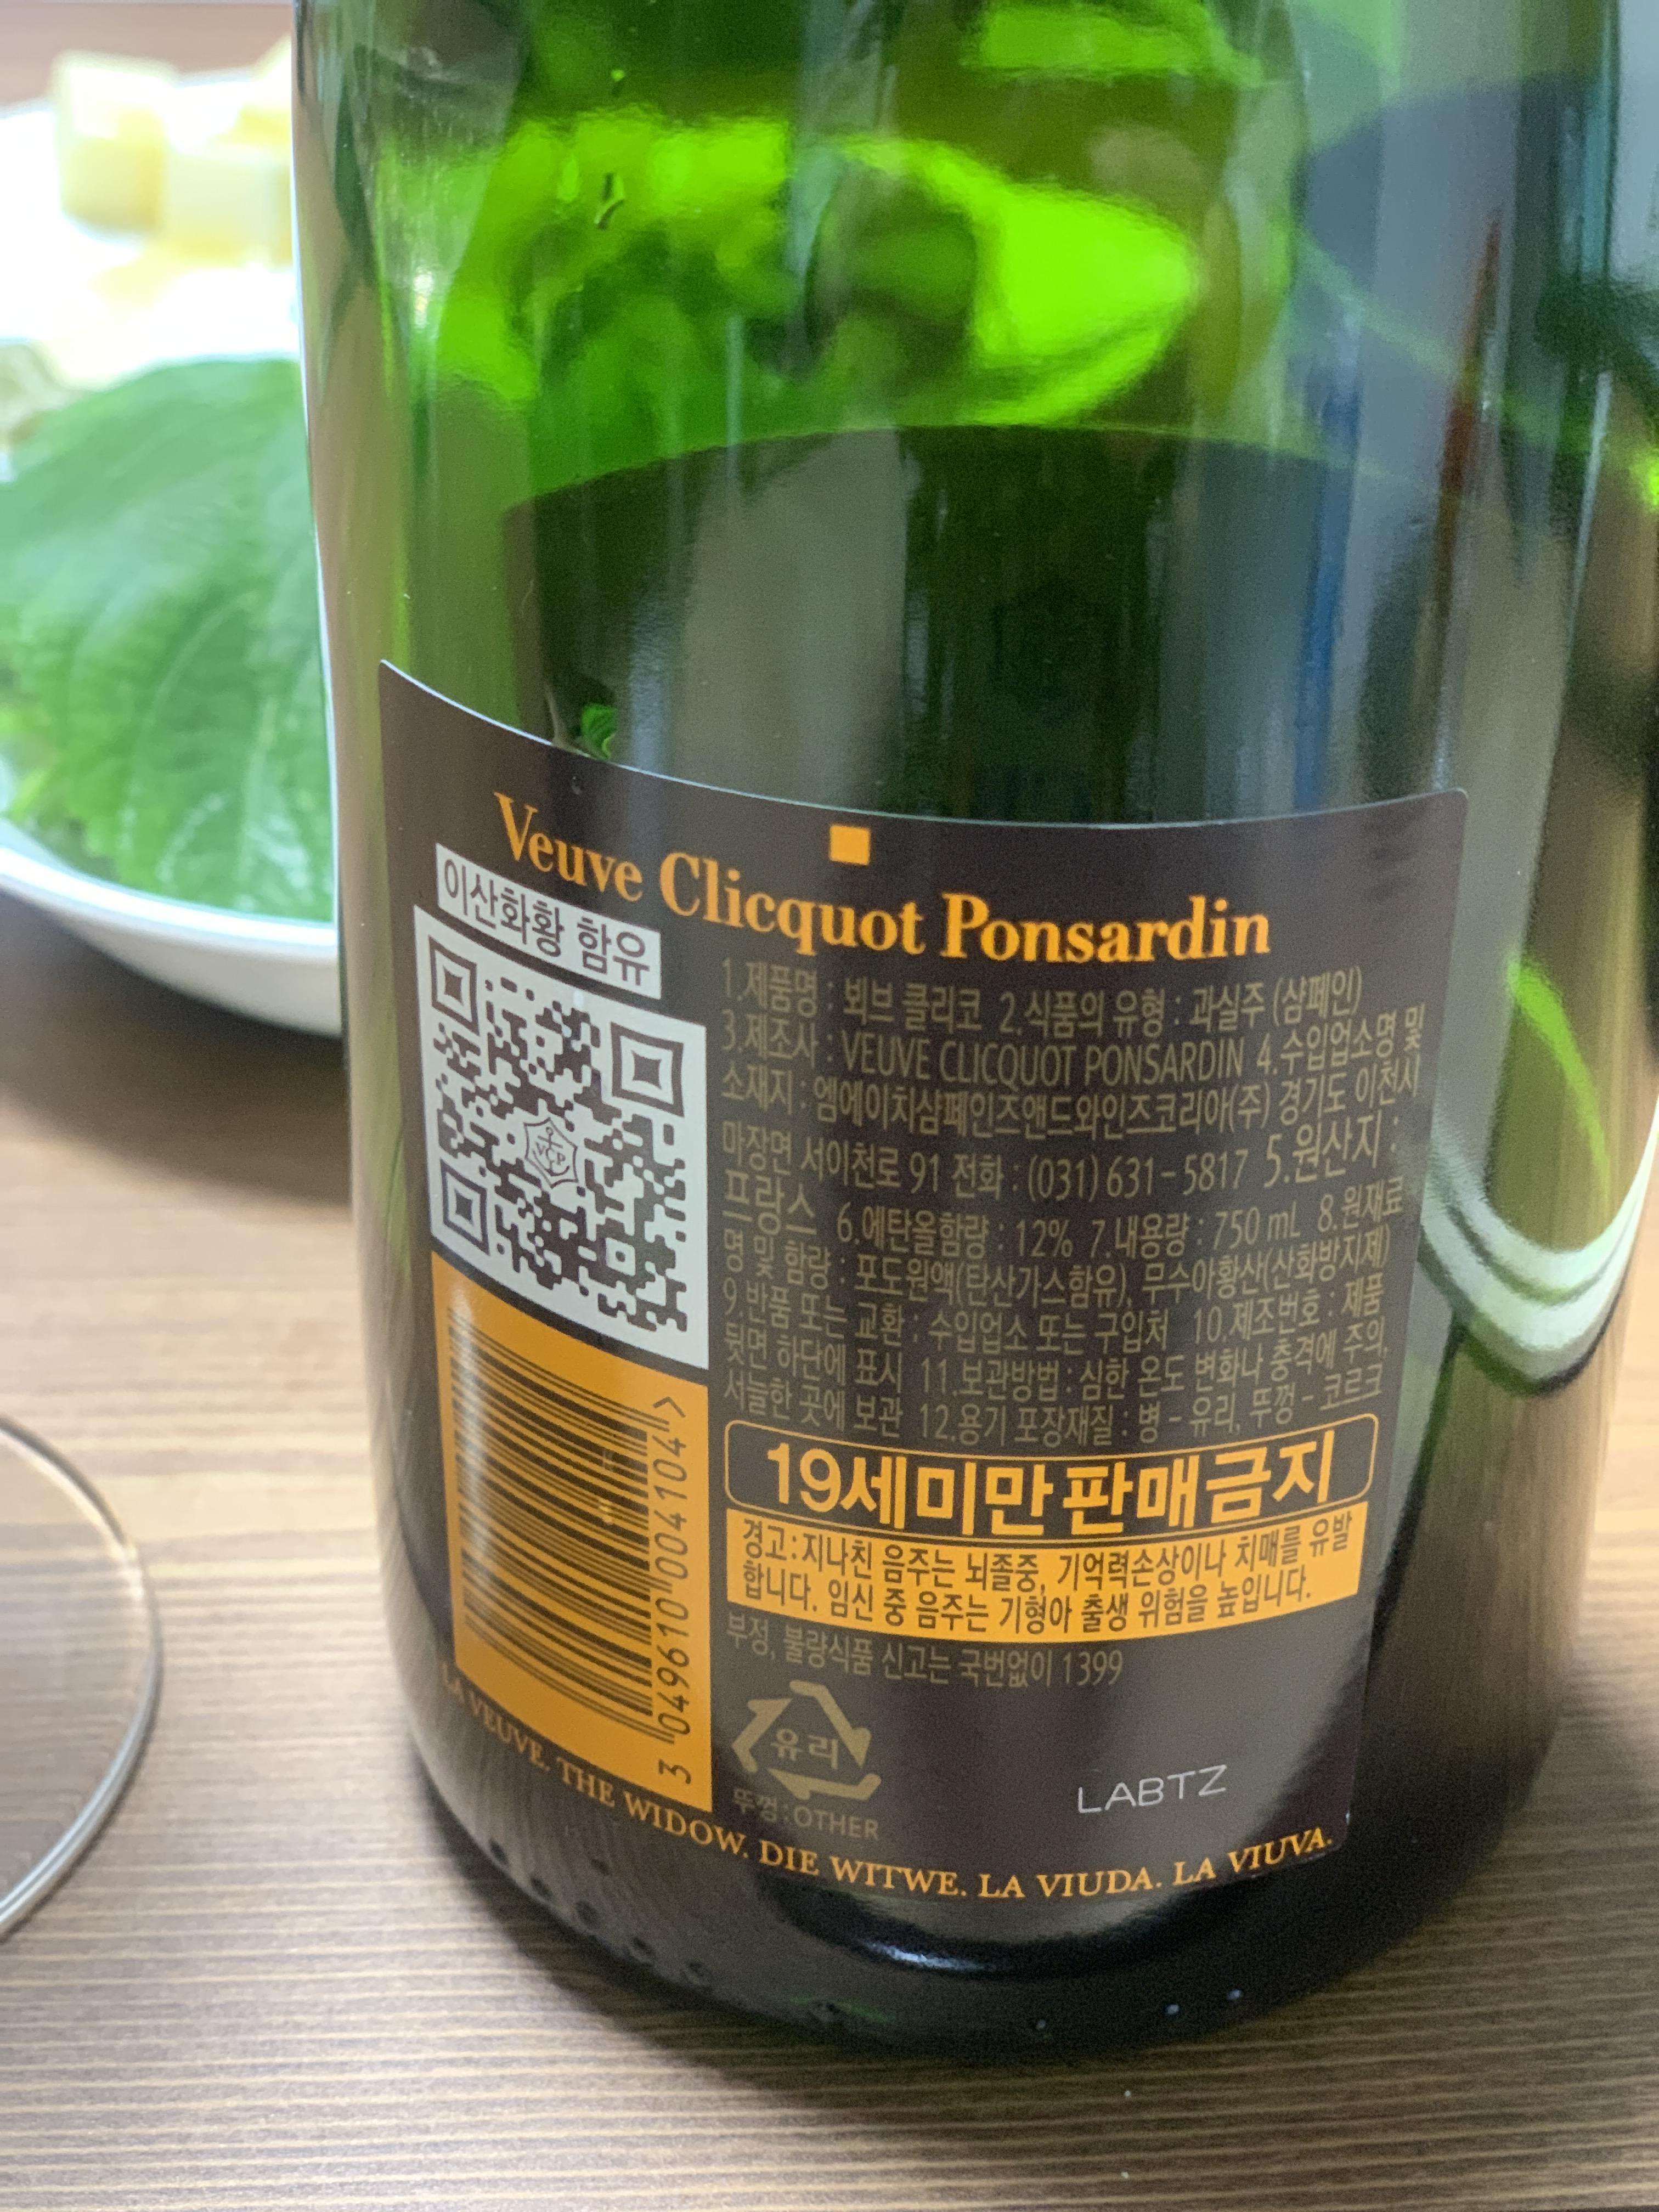 Veuve Clicquot Ponsardin
이산화황 함유
VCP
1.제품명 : 뵈브 클리코 2.식품의 유형 : 과실주 (샴페인)
3.제조사 : VEUVE CLICQUOT PONSARDIN 4.수입업소명 및
소재지 : 엠에이치샴페인즈앤드와인즈코리아(주) 경기도 이천시
마장면 서이천로 91 전화 : (031) 631-5817 5.원산지 :
프랑스 6.에탄올함량 : 12% 7.내용량 : 750 mL 8.원재료
명 및 함량 : 포도원액(탄산가스함유), 무수아황산(산화방지제)
9.반품 또는 교환 : 수입업소 또는 구입처 10.제조번호 : 제품
뒷면 하단에 표시 11.보관방법 : 심한 온도 변화나 충격에 주의,
서늘한 곳에 보관 12.용기 포장재질 : 병 - 유리, 뚜껑 - 코르크
19세미만 판매금지
경고:지나친 음주는 뇌졸중, 기억력손상이나 치매를 유발
합니다. 임신 중 음주는 기형아 출생 위험을 높입니다.
부정, 불량식품 신고는 국번없이 1399
유리
뚜껑:OTHER
3 049610 004104 >
LABTZ
LA VEUVE. THE WIDOW. DIE WITWE. LA VIUDA. LA VIUVA.